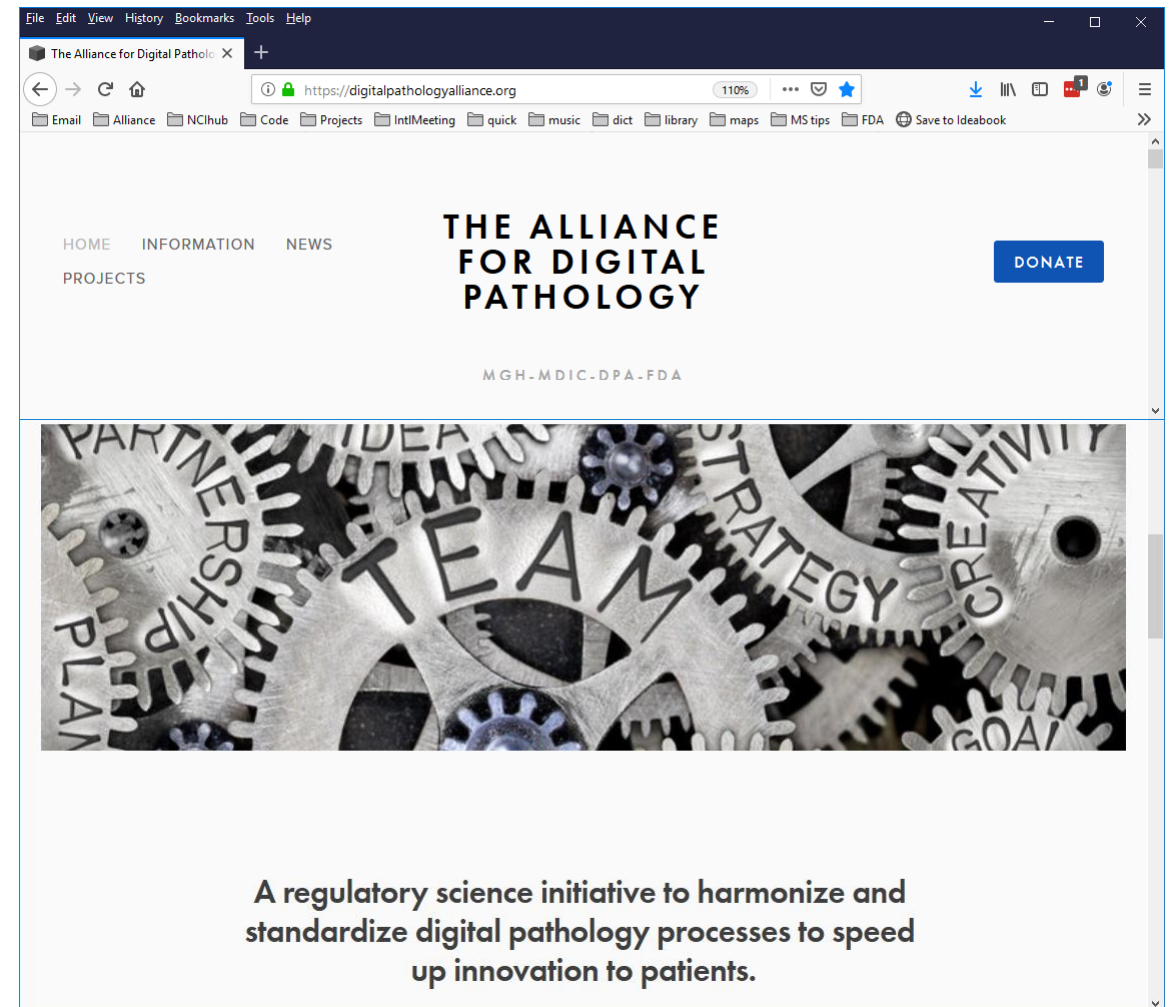 File Edit View History Bookmarks Tools Help
The Alliance for Digital Patholo
https://digitalpathologyalliance.org 110%
1
Email Alliance NCIhub Code Projects IntlMeeting quick music dict library maps MS tips FDA Save to Ideabook
HOME INFORMATION NEWS
PROJECTS
THE ALLIANCE
FOR DIGITAL
PATHOLOGY
DONATE
MGH-MDIC-DPA-FDA
PARTNERSHIP
IDEA
STRATEGY
CREATIVITY
TEAM
PLAN
GOAL
A regulatory science initiative to harmonize and
standardize digital pathology processes to speed
up innovation to patients.